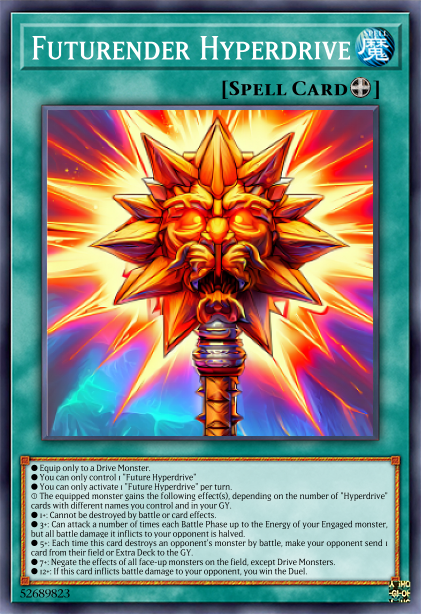 Futurender Hyperdrive
SPELL
魔
[Spell Card]
● Equip only to a Drive Monster.
● You can only control 1 "Future Hyperdrive"
● You can only activate 1 "Future Hyperdrive" per turn.
① The equipped monster gains the following effect(s), depending on the number of "Hyperdrive"
cards with different names you control and in your GY.
● 1+: Cannot be destroyed by battle or card effects.
● 3+: Can attack a number of times each Battle Phase up to the Energy of your Engaged monster,
but all battle damage it inflicts to your opponent is halved.
● 5+: Each time this card destroys an opponent's monster by battle, make your opponent send 1
card from their field or Extra Deck to the GY.
● 7+: Negate the effects of all face-up monsters on the field, except Drive Monsters.
● 12+: If this card inflicts battle damage to your opponent, you win the Duel.
52689823